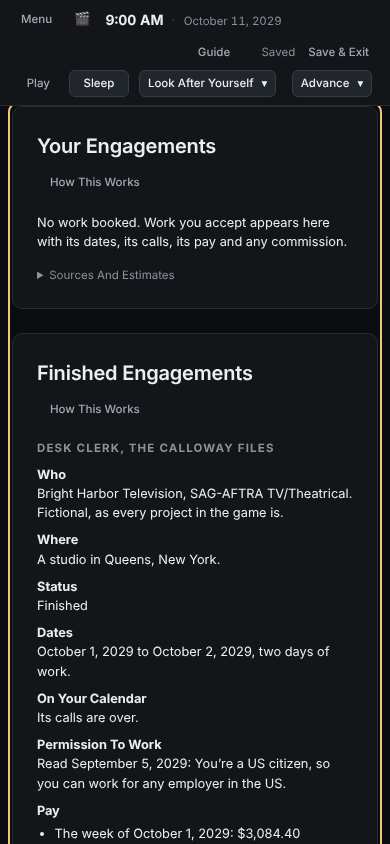 Menu 🎬 9:00 AM · October 11, 2029
Guide Saved Save & Exit
Play Sleep Look After Yourself ▾ Advance ▾
Your Engagements
How This Works
No work booked. Work you accept appears here
with its dates, its calls, its pay and any commission.
▶ Sources And Estimates
Finished Engagements
How This Works
DESK CLERK, THE CALLOWAY FILES
Who
Bright Harbor Television, SAG-AFTRA TV/Theatrical.
Fictional, as every project in the game is.
Where
A studio in Queens, New York.
Status
Finished
Dates
October 1, 2029 to October 2, 2029, two days of
work.
On Your Calendar
Its calls are over.
Permission To Work
Read September 5, 2029: You’re a US citizen, so
you can work for any employer in the US.
Pay
• The week of October 1, 2029: $3,084.40